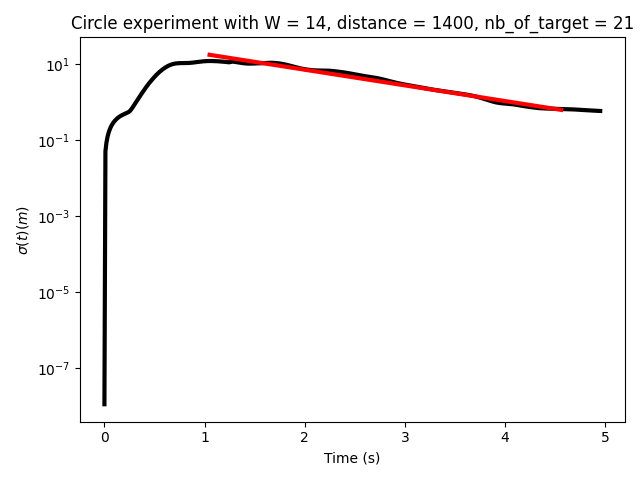 Circle experiment with W = 14, distance = 1400, nb_of_target = 21
10¹
10⁻¹
10⁻³
10⁻⁵
10⁻⁷
σ(t)(m)
0 1 2 3 4 5
Time (s)